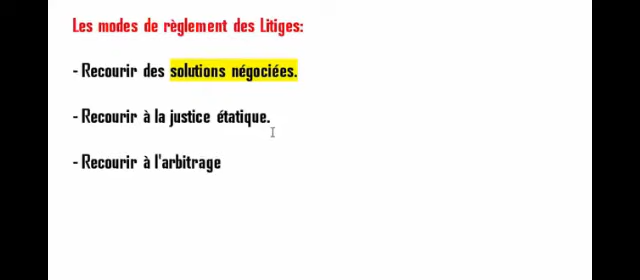 Les modes de règlement des Litiges:
- Recourir des solutions négociées.
- Recourir à la justice étatique.
- Recourir à l'arbitrage